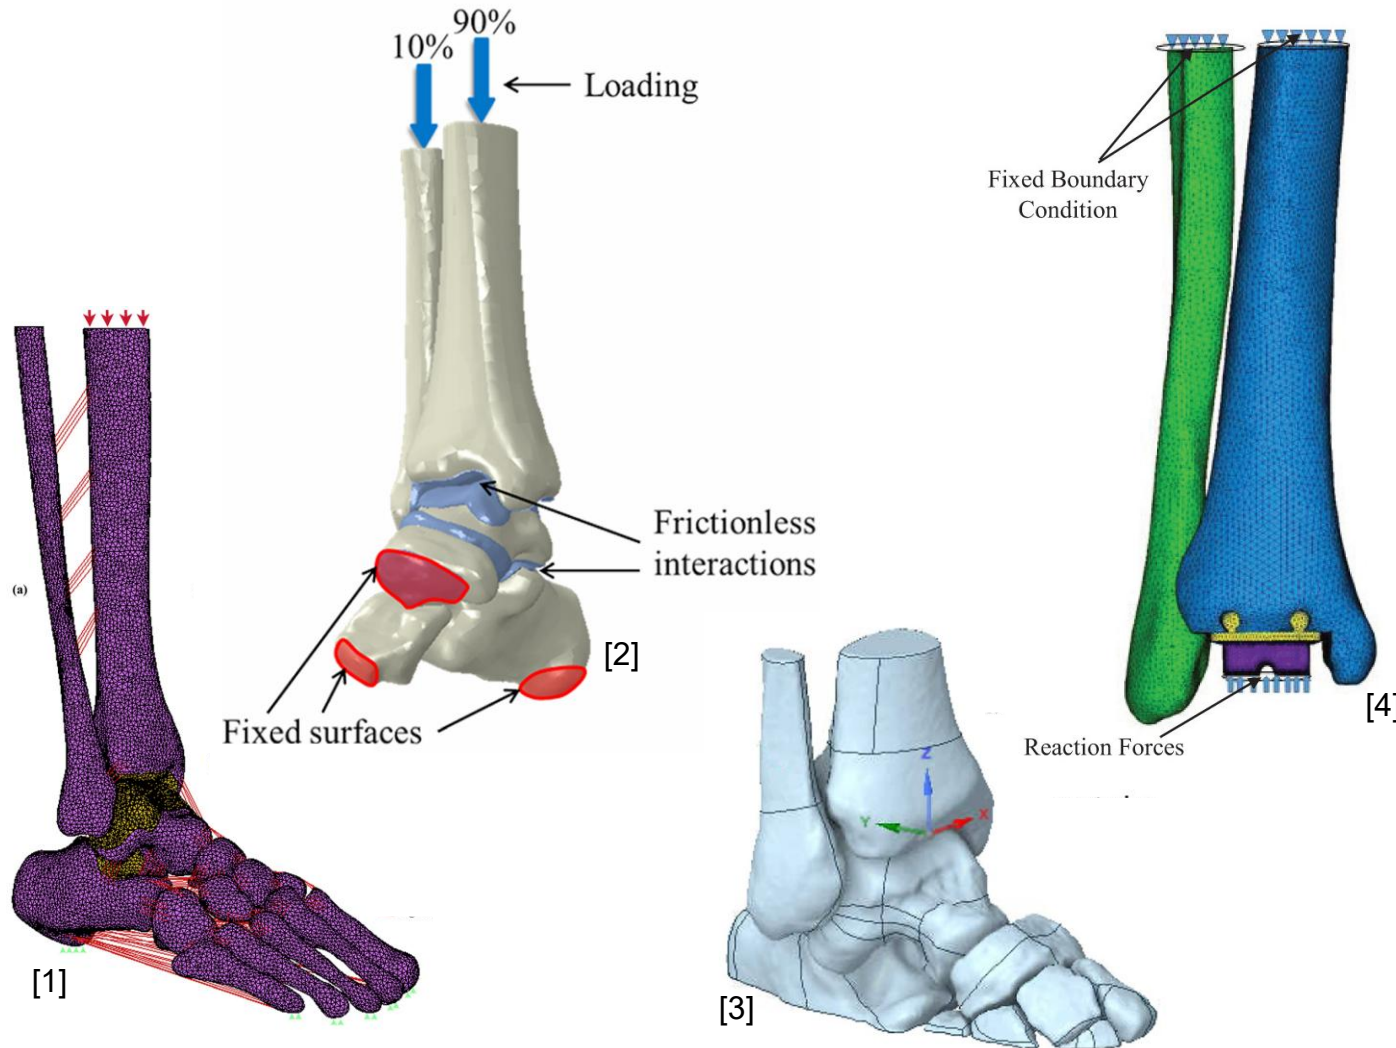 90%
10%
Loading
Fixed Boundary
Condition
(a)
Frictionless
interactions
[2]
Fixed surfaces
[1]
Z
Y
X
[3]
[4]
Reaction Forces